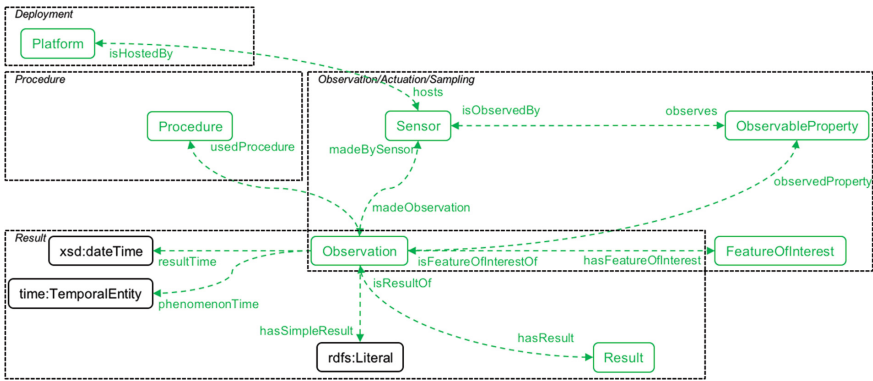 Deployment
Platform
isHostedBy
Procedure
Observation/Actuation/Sampling
hosts
Procedure
Sensor
isObservedBy
observes
ObservableProperty
usedProcedure
madeBySensor
observedProperty
madeObservation
Result
xsd:dateTime
resultTime
Observation
isFeatureOfInterestOf
hasFeatureOfInterest
FeatureOfInterest
time:TemporalEntity
phenomenonTime
isResultOf
hasSimpleResult
hasResult
rdfs:Literal
Result